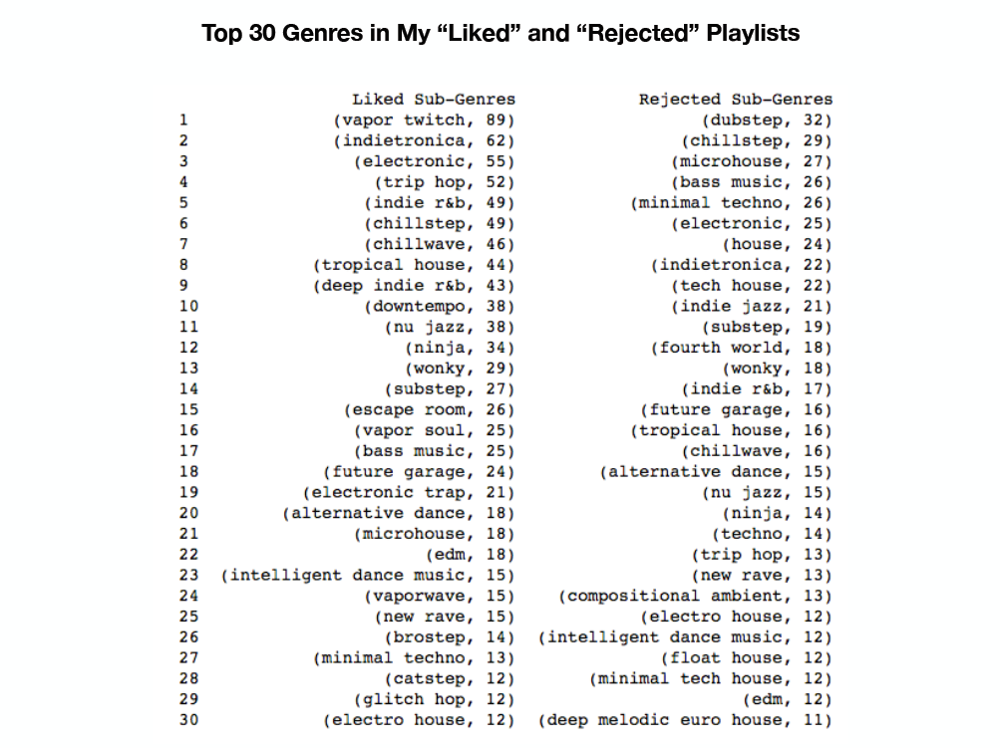 Top 30 Genres in My “Liked” and “Rejected” Playlists
Liked Sub-Genres Rejected Sub-Genres
1 (vapor twitch, 89) (dubstep, 32)
2 (indietronica, 62) (chillstep, 29)
3 (electronic, 55) (microhouse, 27)
4 (trip hop, 52) (bass music, 26)
5 (indie r&b, 49) (minimal techno, 26)
6 (chillstep, 49) (electronic, 25)
7 (chillwave, 46) (house, 24)
8 (tropical house, 44) (indietronica, 22)
9 (deep indie r&b, 43) (tech house, 22)
10 (downtempo, 38) (indie jazz, 21)
11 (nu jazz, 38) (substep, 19)
12 (ninja, 34) (fourth world, 18)
13 (wonky, 29) (wonky, 18)
14 (substep, 27) (indie r&b, 17)
15 (escape room, 26) (future garage, 16)
16 (vapor soul, 25) (tropical house, 16)
17 (bass music, 25) (chillwave, 16)
18 (future garage, 24) (alternative dance, 15)
19 (electronic trap, 21) (nu jazz, 15)
20 (alternative dance, 18) (ninja, 14)
21 (microhouse, 18) (techno, 14)
22 (edm, 18) (trip hop, 13)
23 (intelligent dance music, 15) (new rave, 13)
24 (vaporwave, 15) (compositional ambient, 13)
25 (new rave, 15) (electro house, 12)
26 (brostep, 14) (intelligent dance music, 12)
27 (minimal techno, 13) (float house, 12)
28 (catstep, 12) (minimal tech house, 12)
29 (glitch hop, 12) (edm, 12)
30 (electro house, 12) (deep melodic euro house, 11)